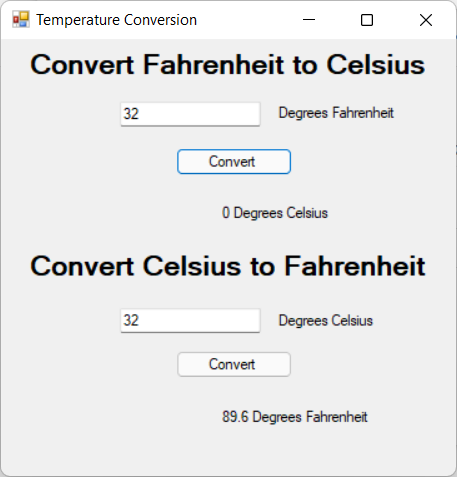 Temperature Conversion
Convert Fahrenheit to Celsius
32 Degrees Fahrenheit
Convert
0 Degrees Celsius
Convert Celsius to Fahrenheit
32 Degrees Celsius
Convert
89.6 Degrees Fahrenheit